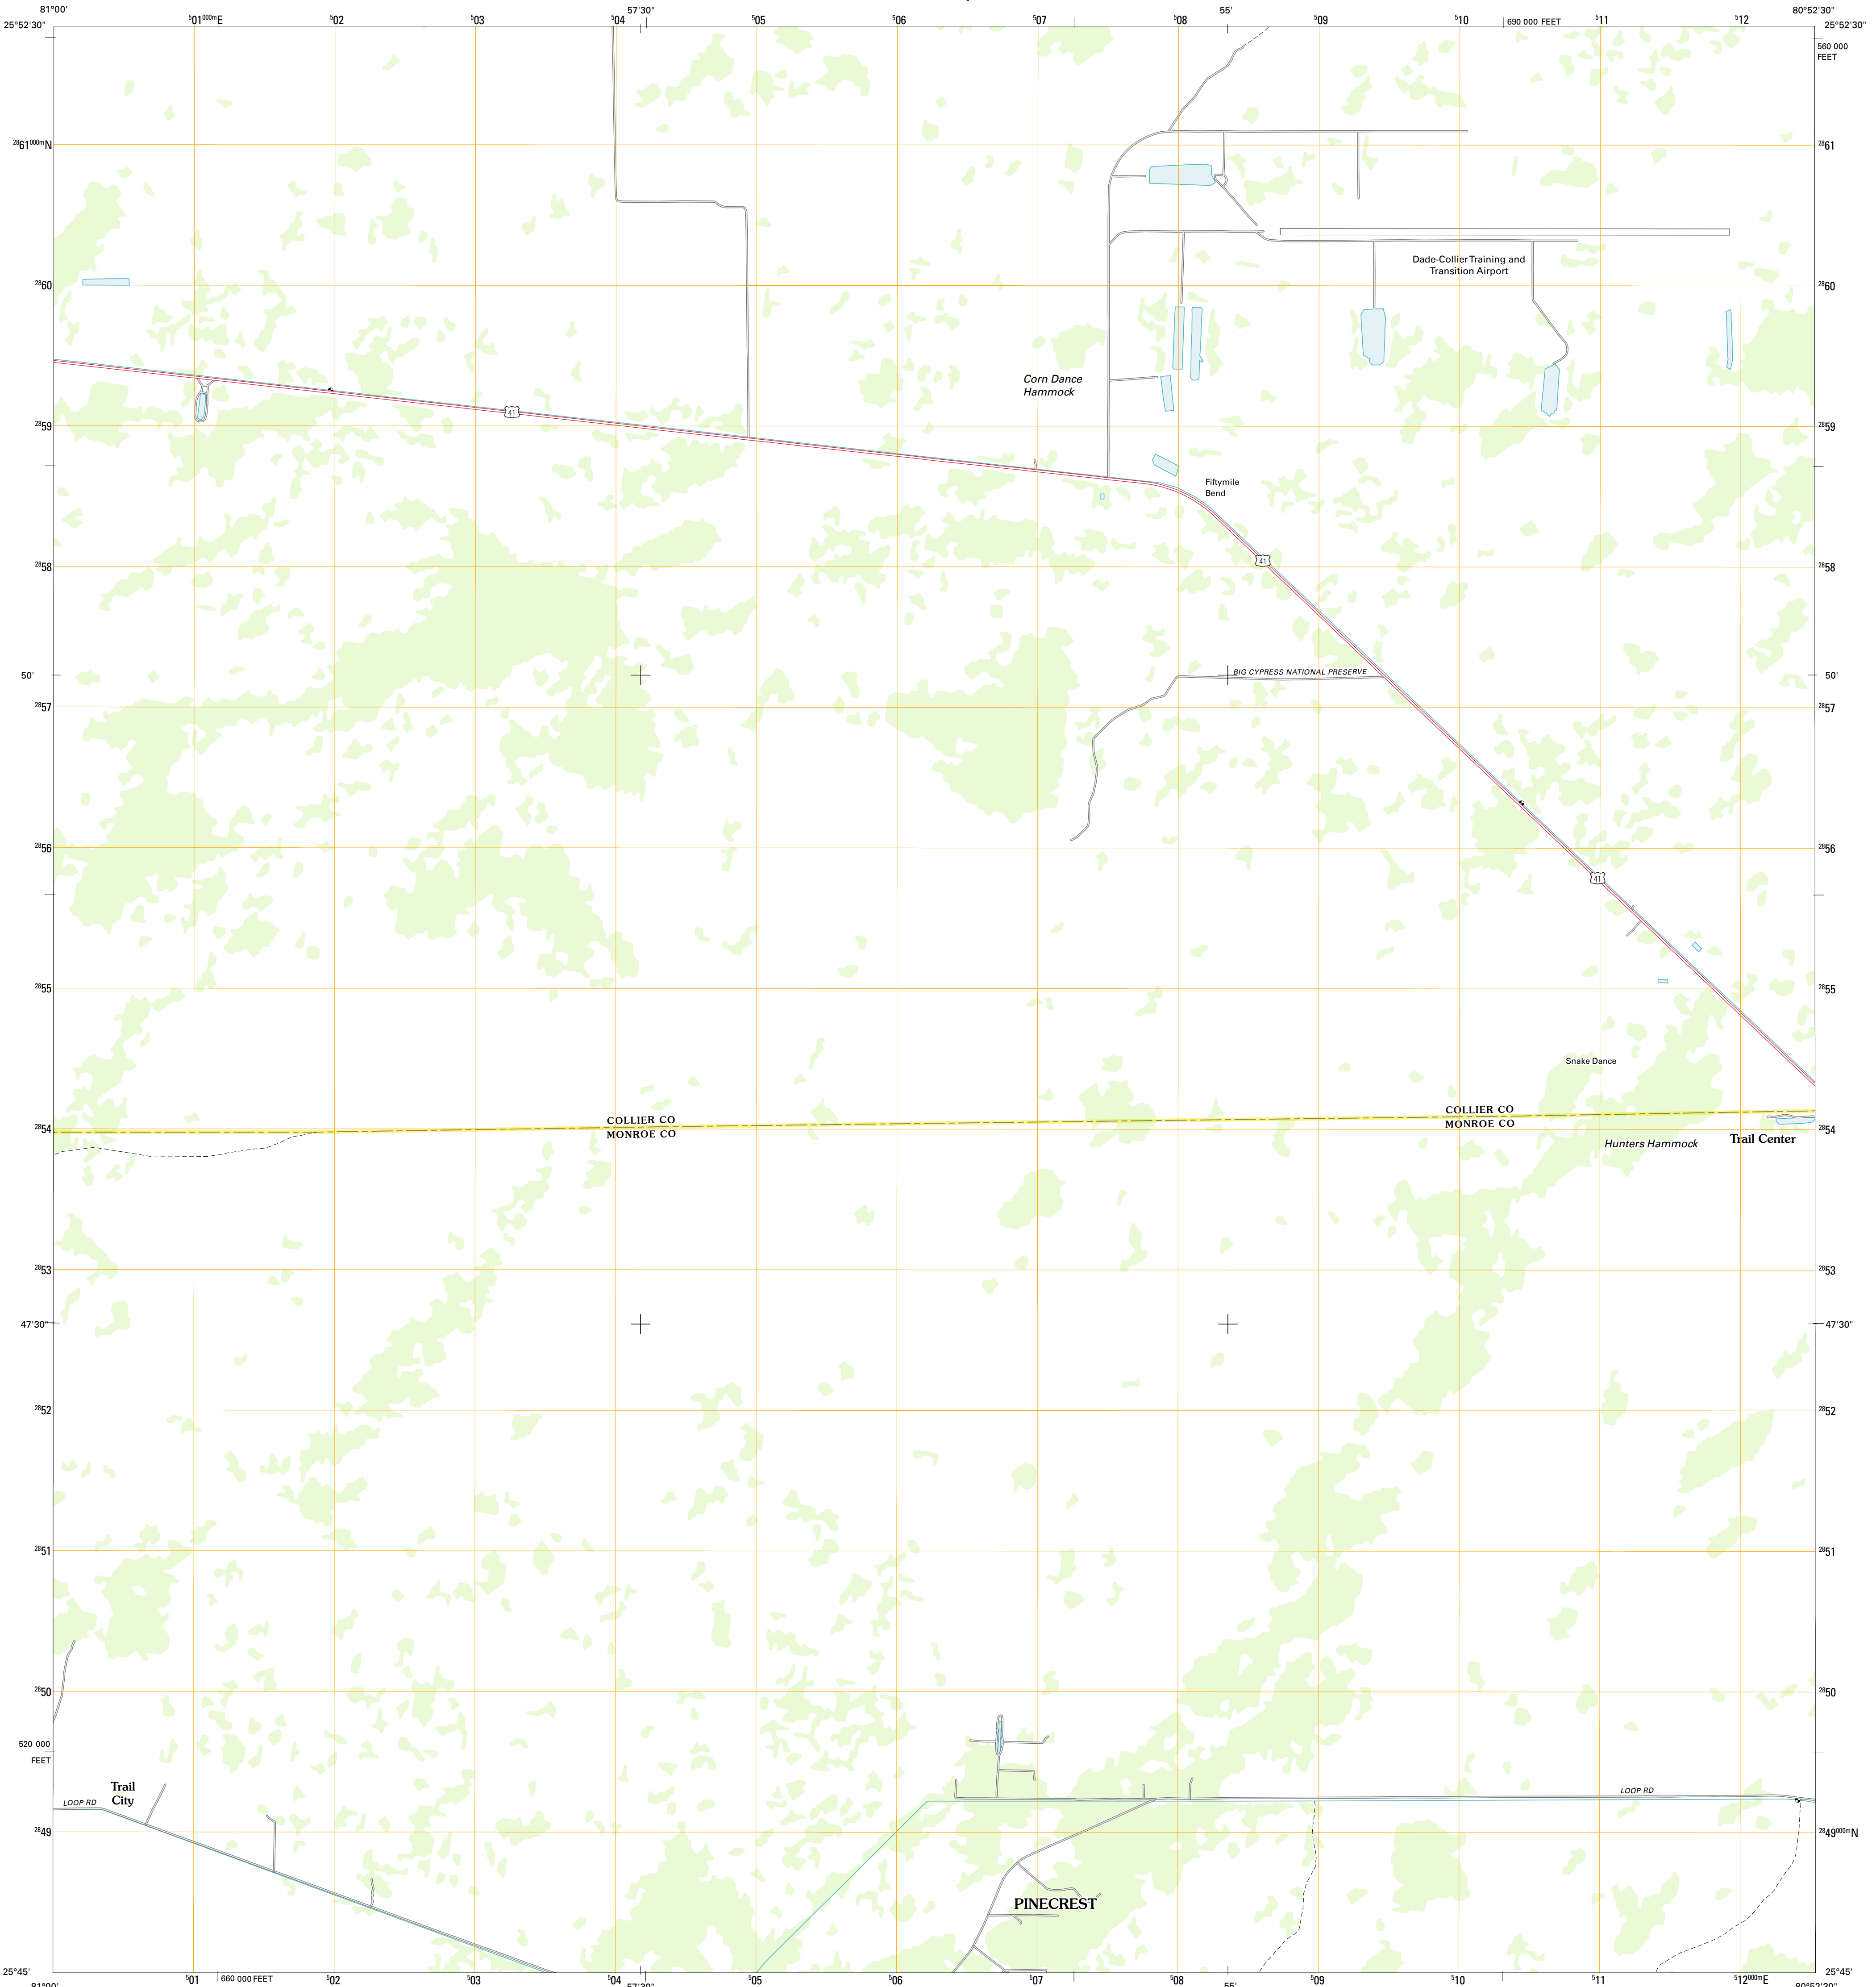 81°00'
⁵01⁰⁰⁰ᵐE
⁵02
⁵03
⁵04
57'30"
⁵05
⁵06
⁵07
⁵08
55'
⁵09
⁵10
690 000 FEET
⁵11
⁵12
80°52'30"
25°52'30"
25°52'30"
560 000
FEET
²⁸61⁰⁰⁰ᵐN
²⁸61
Dade-Collier Training and
Transition Airport
²⁸60
²⁸60
Corn Dance
Hammock
41
²⁸59
²⁸59
Fiftymile
Bend
41
²⁸58
²⁸58
50'
BIG CYPRESS NATIONAL PRESERVE
50'
²⁸57
²⁸57
²⁸56
²⁸56
41
²⁸55
²⁸55
Snake Dance
COLLIER CO
MONROE CO
COLLIER CO
MONROE CO
²⁸54
²⁸54
Hunters Hammock
Trail Center
²⁸53
²⁸53
47'30"
47'30"
²⁸52
²⁸52
²⁸51
²⁸51
²⁸50
²⁸50
520 000
FEET
Trail
City
LOOP RD
LOOP RD
²⁸49
²⁸49⁰⁰⁰ᵐN
PINECREST
25°45'
25°45'
⁵01
660 000 FEET
⁵02
⁵03
⁵04
⁵05
⁵06
⁵07
⁵08
55'
⁵09
⁵10
⁵11
⁵12⁰⁰⁰ᵐE